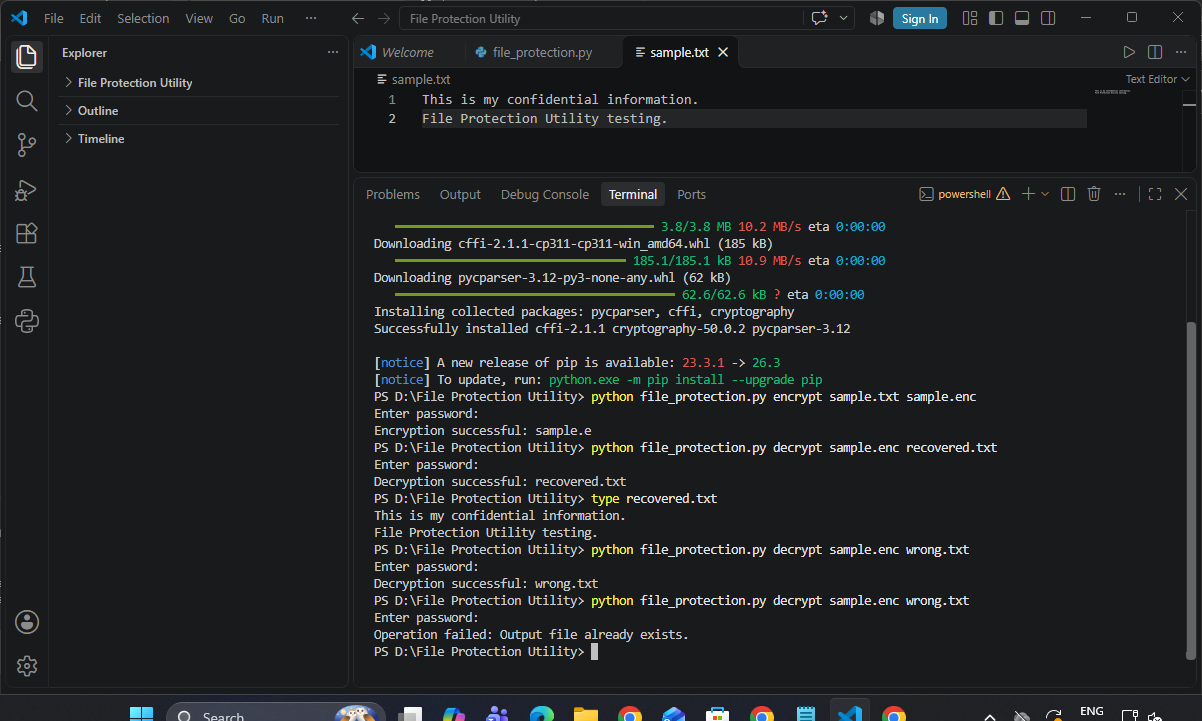 File Edit Selection View Go Run ··· File Protection Utility Sign In
Explorer ···
File Protection Utility
Outline
Timeline
Welcome file_protection.py sample.txt
sample.txt Text Editor
1 This is my confidential information.
2 File Protection Utility testing.
Problems Output Debug Console Terminal Ports powershell
3.8/3.8 MB 10.2 MB/s eta 0:00:00
Downloading cffi-2.1.1-cp311-cp311-win_amd64.whl (185 kB)
185.1/185.1 kB 10.9 MB/s eta 0:00:00
Downloading pycparser-3.12-py3-none-any.whl (62 kB)
62.6/62.6 kB ? eta 0:00:00
Installing collected packages: pycparser, cffi, cryptography
Successfully installed cffi-2.1.1 cryptography-50.0.2 pycparser-3.12
[notice] A new release of pip is available: 23.3.1 -> 26.3
[notice] To update, run: python.exe -m pip install --upgrade pip
PS D:\File Protection Utility> python file_protection.py encrypt sample.txt sample.enc
Enter password:
Encryption successful: sample.e
PS D:\File Protection Utility> python file_protection.py decrypt sample.enc recovered.txt
Enter password:
Decryption successful: recovered.txt
PS D:\File Protection Utility> type recovered.txt
This is my confidential information.
File Protection Utility testing.
PS D:\File Protection Utility> python file_protection.py decrypt sample.enc wrong.txt
Enter password:
Decryption successful: wrong.txt
PS D:\File Protection Utility> python file_protection.py decrypt sample.enc wrong.txt
Enter password:
Operation failed: Output file already exists.
PS D:\File Protection Utility>
Search ENG